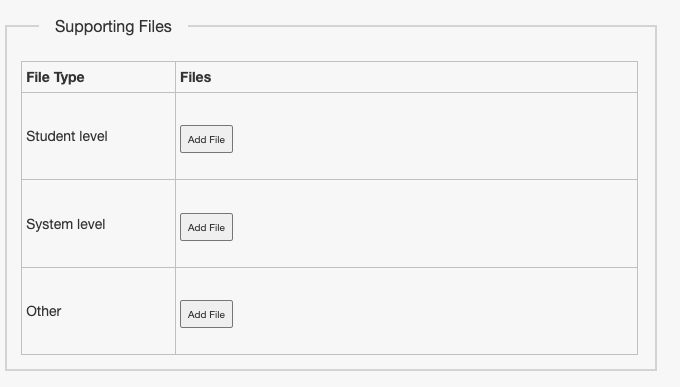 Supporting Files
File Type Files
Student level Add File
System level Add File
Other Add File